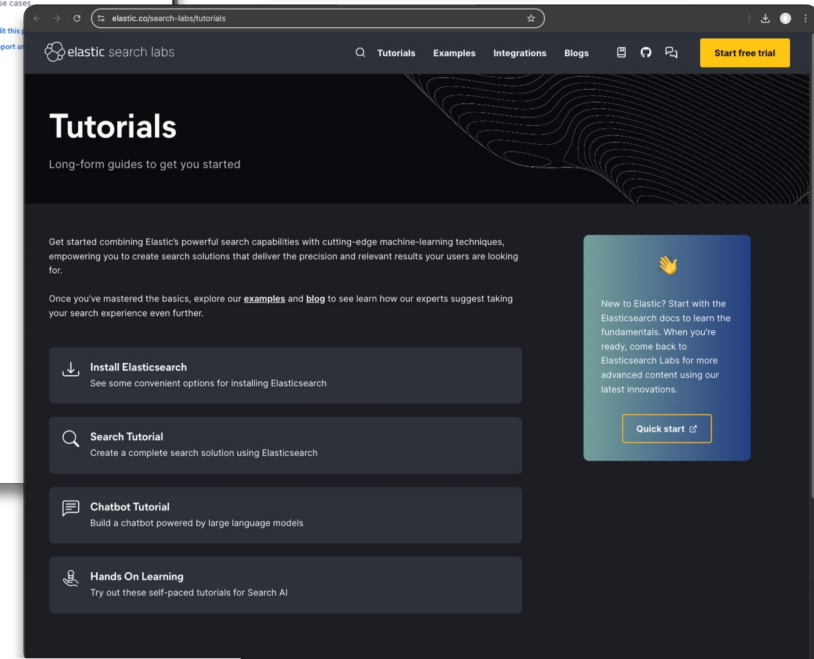 se cases
dit this p
eport an
elastic.co/search-labs/tutorials
elastic search labs
Tutorials
Examples
Integrations
Blogs
Start free trial
Tutorials
Long-form guides to get you started
Get started combining Elastic's powerful search capabilities with cutting-edge machine-learning techniques,
empowering you to create search solutions that deliver the precision and relevant results your users are looking
for.
Once you've mastered the basics, explore our examples and blog to see learn how our experts suggest taking
your search experience even further.
Install Elasticsearch
See some convenient options for installing Elasticsearch
Search Tutorial
Create a complete search solution using Elasticsearch
Chatbot Tutorial
Build a chatbot powered by large language models
Hands On Learning
Try out these self-paced tutorials for Search AI
New to Elastic? Start with the
Elasticsearch docs to learn the
fundamentals. When you're
ready, come back to
Elasticsearch Labs for more
advanced content using our
latest innovations.
Quick start